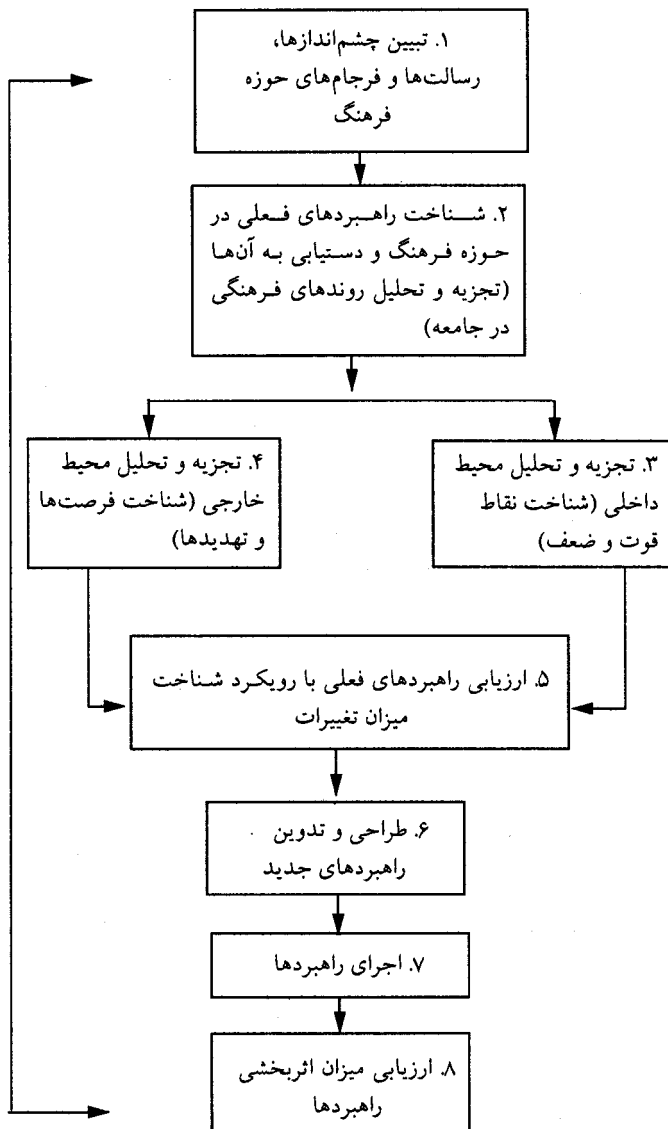 ۱. تبیین چشم‌اندازها،
رسالت‌ها و فرجام‌های حوزه
فرهنگ
۲. شناخت راهبردهای فعلی در
حوزه فرهنگ و دستیابی به آن‌ها
(تجزیه و تحلیل روندهای فرهنگی
در جامعه)
۳. تجزیه و تحلیل محیط
داخلی (شناخت نقاط
قوت و ضعف)
۴. تجزیه و تحلیل محیط
خارجی (شناخت فرصت‌ها
و تهدیدها)
۵. ارزیابی راهبردهای فعلی با رویکرد شناخت
میزان تغییرات
۶. طراحی و تدوین
راهبردهای جدید
۷. اجرای راهبردها
۸. ارزیابی میزان اثربخشی
راهبردها